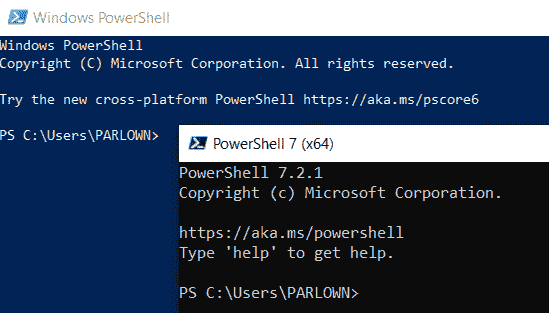 Windows PowerShell
Windows PowerShell
Copyright (C) Microsoft Corporation. All rights reserved.
Try the new cross-platform PowerShell https://aka.ms/pscore6
PS C:\Users\PARLOWN>
PowerShell 7 (x64)
PowerShell 7.2.1
Copyright (c) Microsoft Corporation.
https://aka.ms/powershell
Type 'help' to get help.
PS C:\Users\PARLOWN>